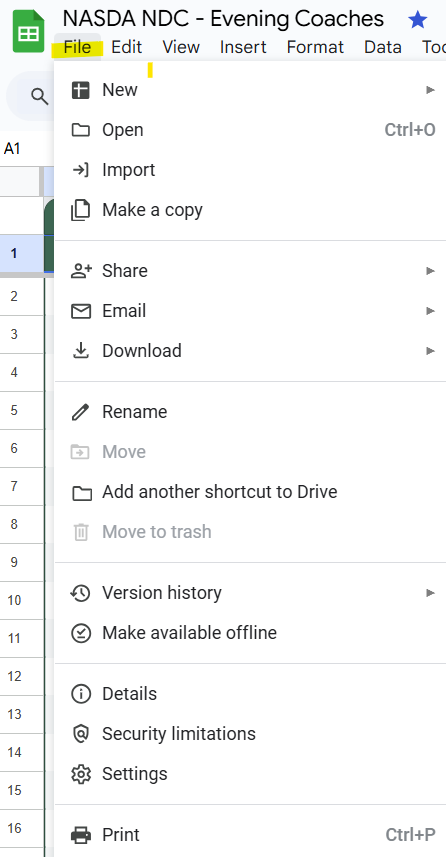 NASDA NDC - Evening Coaches
File Edit View Insert Format Data Too
New
Open Ctrl+O
Import
A1
Make a copy
1
Share
2
Email
3
Download
4
5
Rename
6
Move
7
Add another shortcut to Drive
8
Move to trash
9
10
Version history
11
Make available offline
12
Details
13
Security limitations
14
Settings
15
16
Print Ctrl+P